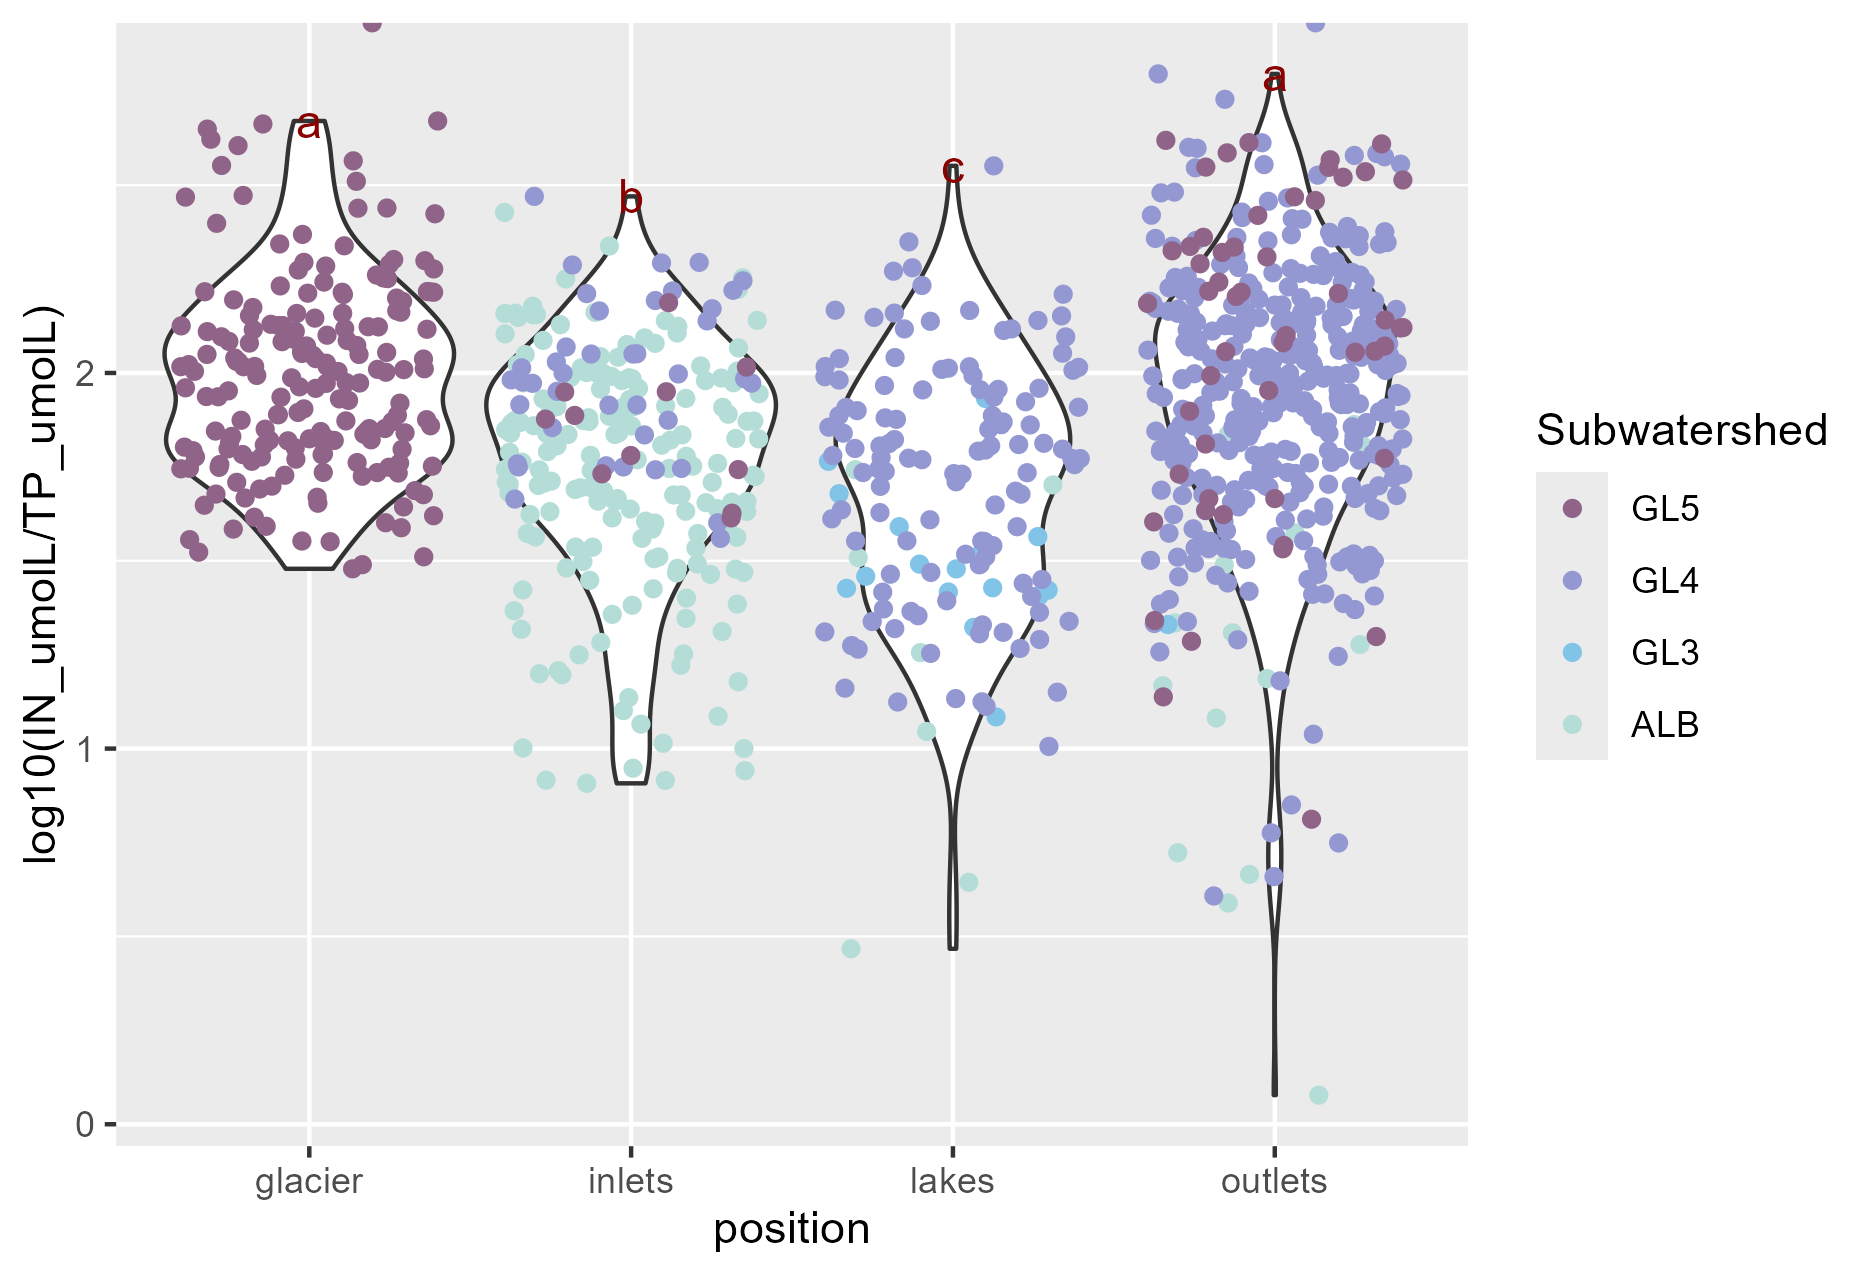 log10(IN_umolL/TP_umolL)
2
1
0
a
b
c
a
glacier
inlets
lakes
outlets
position
Subwatershed
GL5
GL4
GL3
ALB